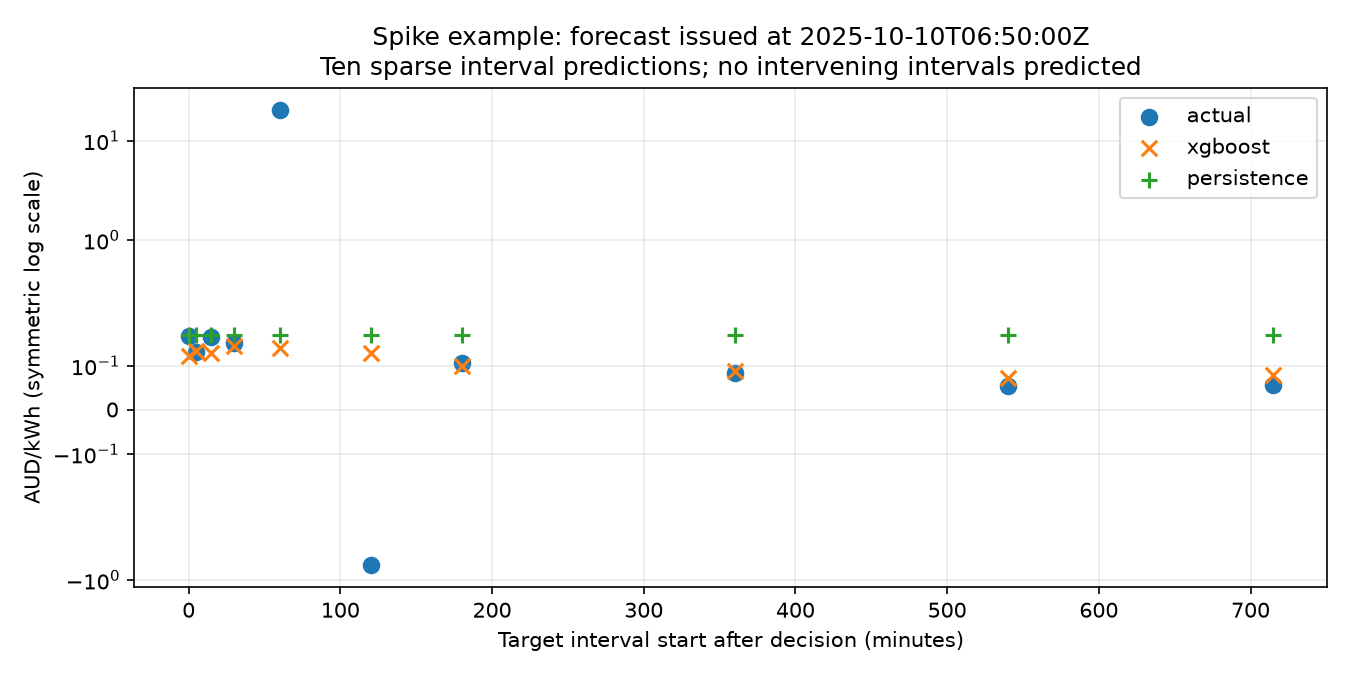 Spike example: forecast issued at 2025-10-10T06:50:00Z
Ten sparse interval predictions; no intervening intervals predicted
actual
xgboost
persistence
AUD/kWh (symmetric log scale)
10¹
10⁰
10⁻¹
0
−10⁻¹
−10⁰
0 100 200 300 400 500 600 700
Target interval start after decision (minutes)